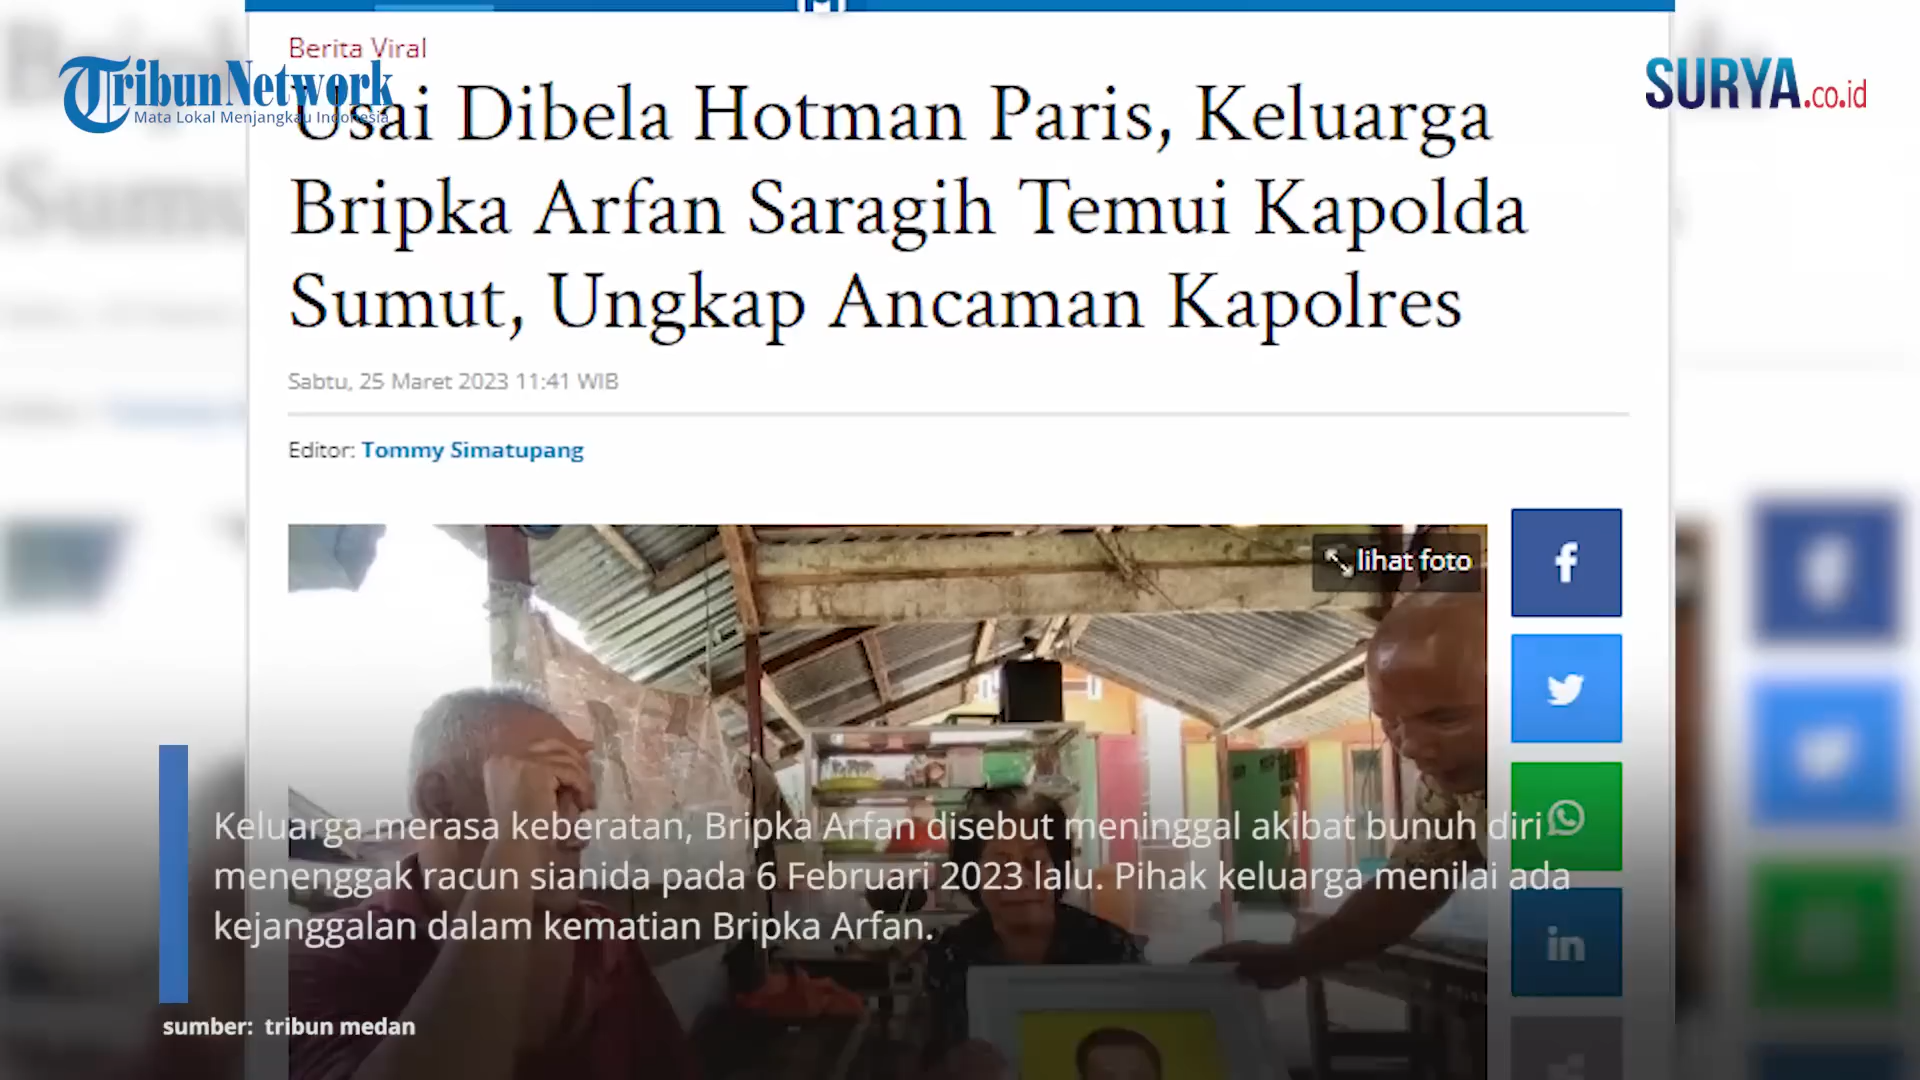 Berita Viral
TribunNetwork
Mata Lokal Menjangkau Indonesia
SURYA.co.id
Usai Dibela Hotman Paris, Keluarga
Bripka Arfan Saragih Temui Kapolda
Sumut, Ungkap Ancaman Kapolres
Sabtu, 25 Maret 2023 11:41 WIB
Editor: Tommy Simatupang
lihat foto
Keluarga merasa keberatan, Bripka Arfan disebut meninggal akibat bunuh diri
menenggak racun sianida pada 6 Februari 2023 lalu. Pihak keluarga menilai ada
kejanggalan dalam kematian Bripka Arfan.
sumber: tribun medan